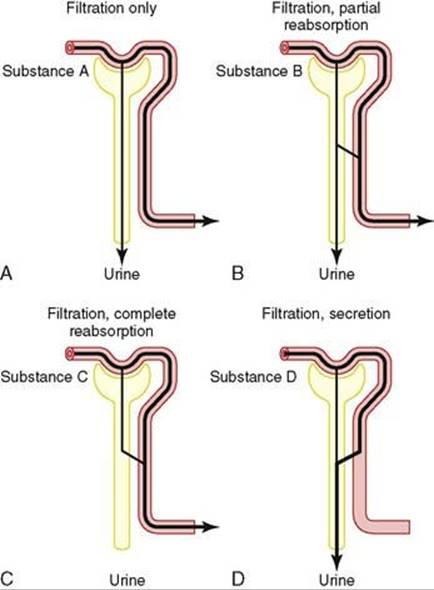 Filtration only
Substance A
A
Urine
Filtration, partial
reabsorption
Substance B
B
Urine
Filtration, complete
reabsorption
Substance C
C
Urine
Filtration, secretion
Substance D
D
Urine